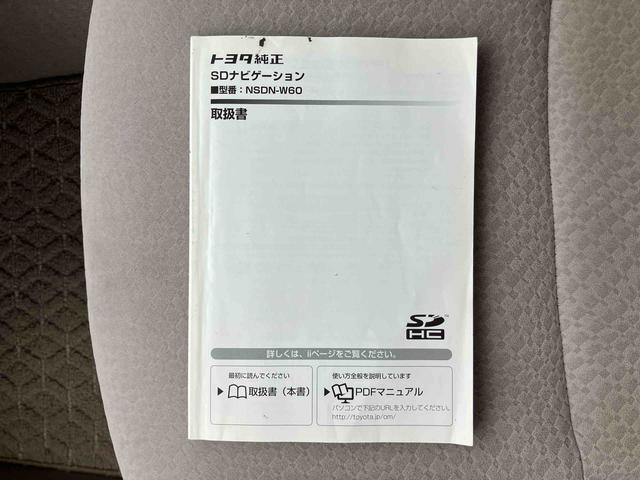 トヨタ純正
SDナビゲーション
■型番：NSDN-W60
取扱書
SD
HC
詳しくは、iiページをご覧ください。
最初に読んでください
取扱書（本書）
使い方全般を説明しています
PDFマニュアル
パソコンで下記のURLを入力してください。
http://toyota.jp/om/